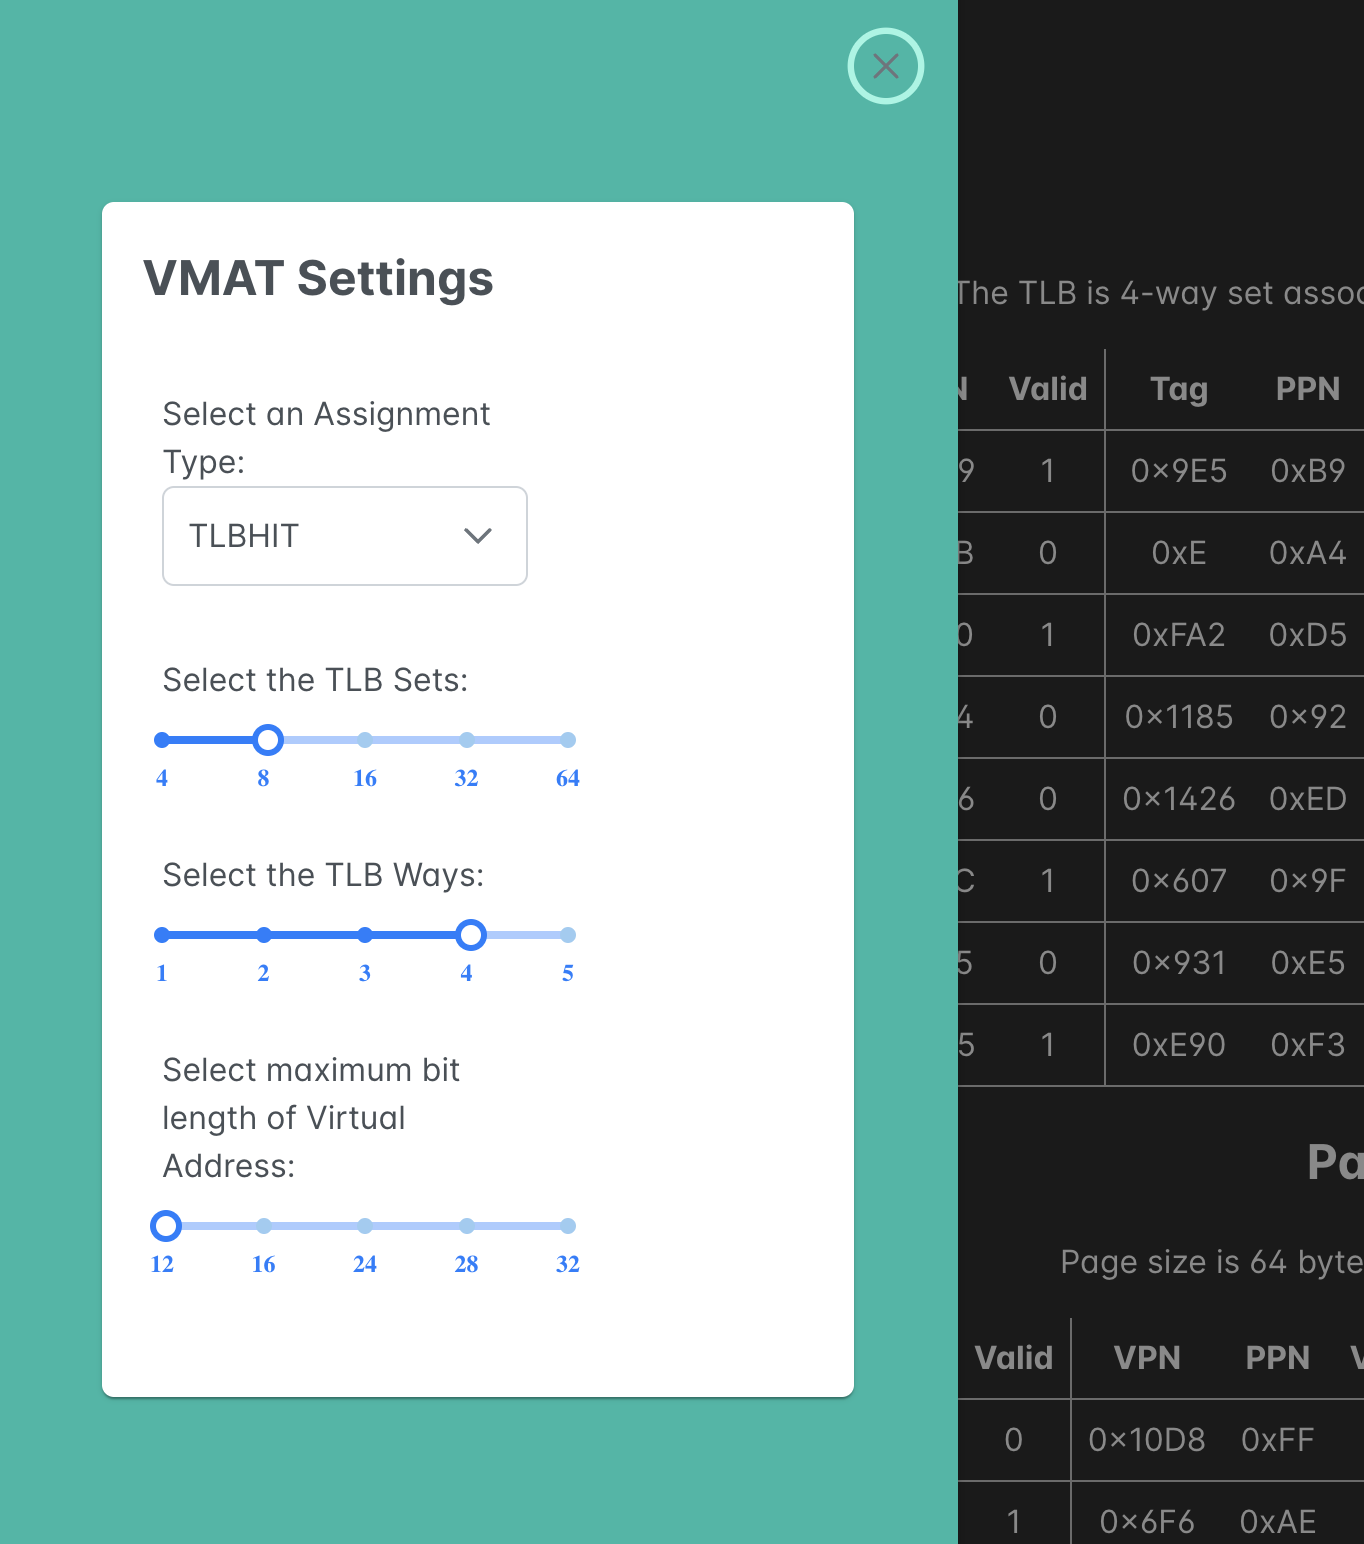 VMAT Settings
Select an Assignment
Type:
TLBHIT
Select the TLB Sets:
4 8 16 32 64
Select the TLB Ways:
1 2 3 4 5
Select maximum bit
length of Virtual
Address:
12 16 24 28 32
The TLB is 4-way set assoc
N Valid Tag PPN
9 1 0x9E5 0xB9
B 0 0xE 0xA4
0 1 0xFA2 0xD5
4 0 0x1185 0x92
6 0 0x1426 0xED
C 1 0x607 0x9F
5 0 0x931 0xE5
5 1 0xE90 0xF3
Pa
Page size is 64 byte
Valid VPN PPN V
0 0x10D8 0xFF
1 0x6F6 0xAE